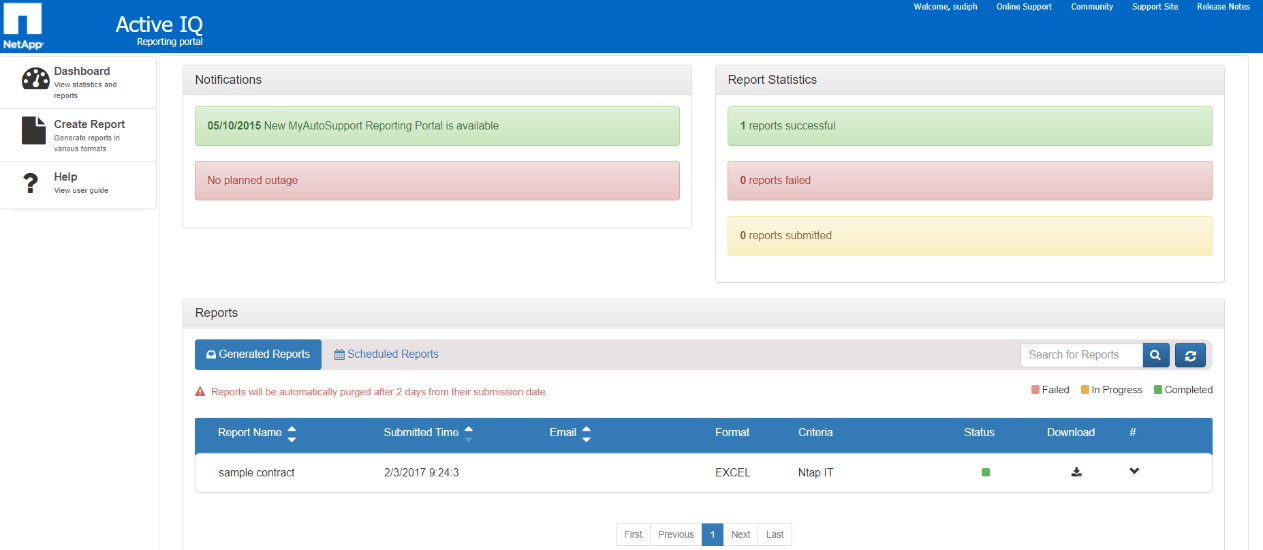 NetApp
Active IQ
Reporting portal
Welcome, sudiph
Online Support
Community
Support Site
Release Notes
Dashboard
View statistics and
reports
Create Report
Generate reports in
various formats
Help
View user guide
Notifications
05/10/2015 New MyAutoSupport Reporting Portal is available
No planned outage
Report Statistics
1 reports successful
0 reports failed
0 reports submitted
Reports
Generated Reports
Scheduled Reports
Search for Reports
Reports will be automatically purged after 2 days from their submission date.
Failed
In Progress
Completed
Report Name
Submitted Time
Email
Format
Criteria
Status
Download
#
sample contract
2/3/2017 9:24:3
EXCEL
Ntap IT
First
Previous
1
Next
Last